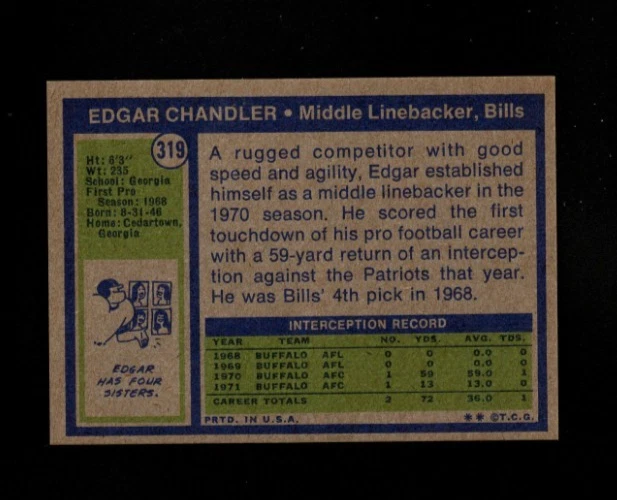 EDGAR CHANDLER • Middle Linebacker, Bills
319
Ht: 6'3"
Wt: 235
School: Georgia
First Pro
Season: 1968
Born: 8-31-46
Home: Cedartown,
Georgia
A rugged competitor with good
speed and agility, Edgar established
himself as a middle linebacker in the
1970 season. He scored the first
touchdown of his pro football career
with a 59-yard return of an intercep-
tion against the Patriots that year.
He was Bills' 4th pick in 1968.
EDGAR
HAS FOUR
SISTERS.
INTERCEPTION RECORD
YEAR TEAM NO. YDS. AVG. TDS.
1968 BUFFALO AFL 0 0 0.0 0
1969 BUFFALO AFL 0 0 0.0 0
1970 BUFFALO AFC 1 59 59.0 1
1971 BUFFALO AFC 1 13 13.0 0
CAREER TOTALS 2 72 36.0 1
PRTD. IN U.S.A. ** ©T.C.G.